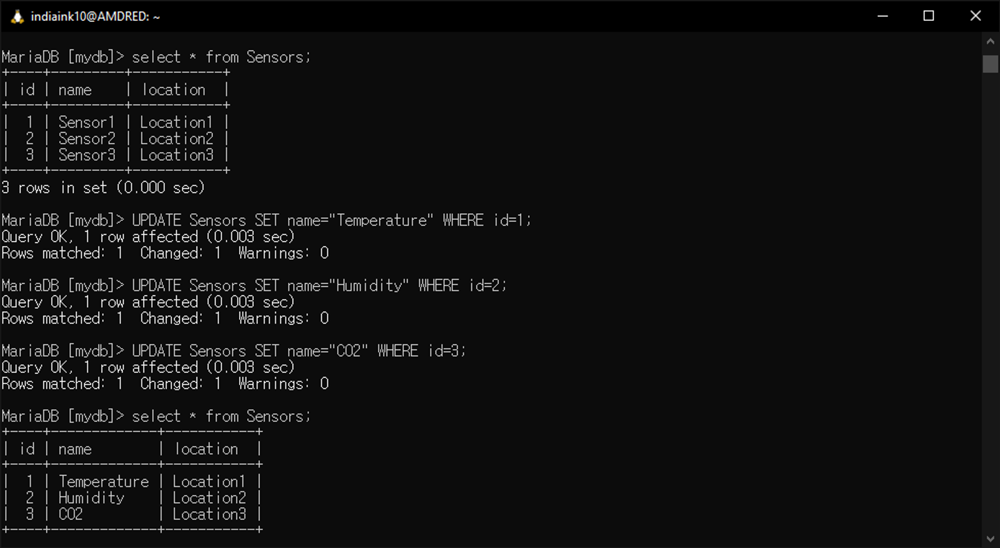 indiaink10@AMDRED: ~
MariaDB [mydb]> select * from Sensors;
+----+---------+-----------+
| id | name    | location  |
+----+---------+-----------+
|  1 | Sensor1 | Location1 |
|  2 | Sensor2 | Location2 |
|  3 | Sensor3 | Location3 |
+----+---------+-----------+
3 rows in set (0.000 sec)
MariaDB [mydb]> UPDATE Sensors SET name="Temperature" WHERE id=1;
Query OK, 1 row affected (0.003 sec)
Rows matched: 1  Changed: 1  Warnings: 0
MariaDB [mydb]> UPDATE Sensors SET name="Humidity" WHERE id=2;
Query OK, 1 row affected (0.003 sec)
Rows matched: 1  Changed: 1  Warnings: 0
MariaDB [mydb]> UPDATE Sensors SET name="CO2" WHERE id=3;
Query OK, 1 row affected (0.003 sec)
Rows matched: 1  Changed: 1  Warnings: 0
MariaDB [mydb]> select * from Sensors;
+----+-------------+-----------+
| id | name        | location  |
+----+-------------+-----------+
|  1 | Temperature | Location1 |
|  2 | Humidity    | Location2 |
|  3 | CO2         | Location3 |
+----+-------------+-----------+